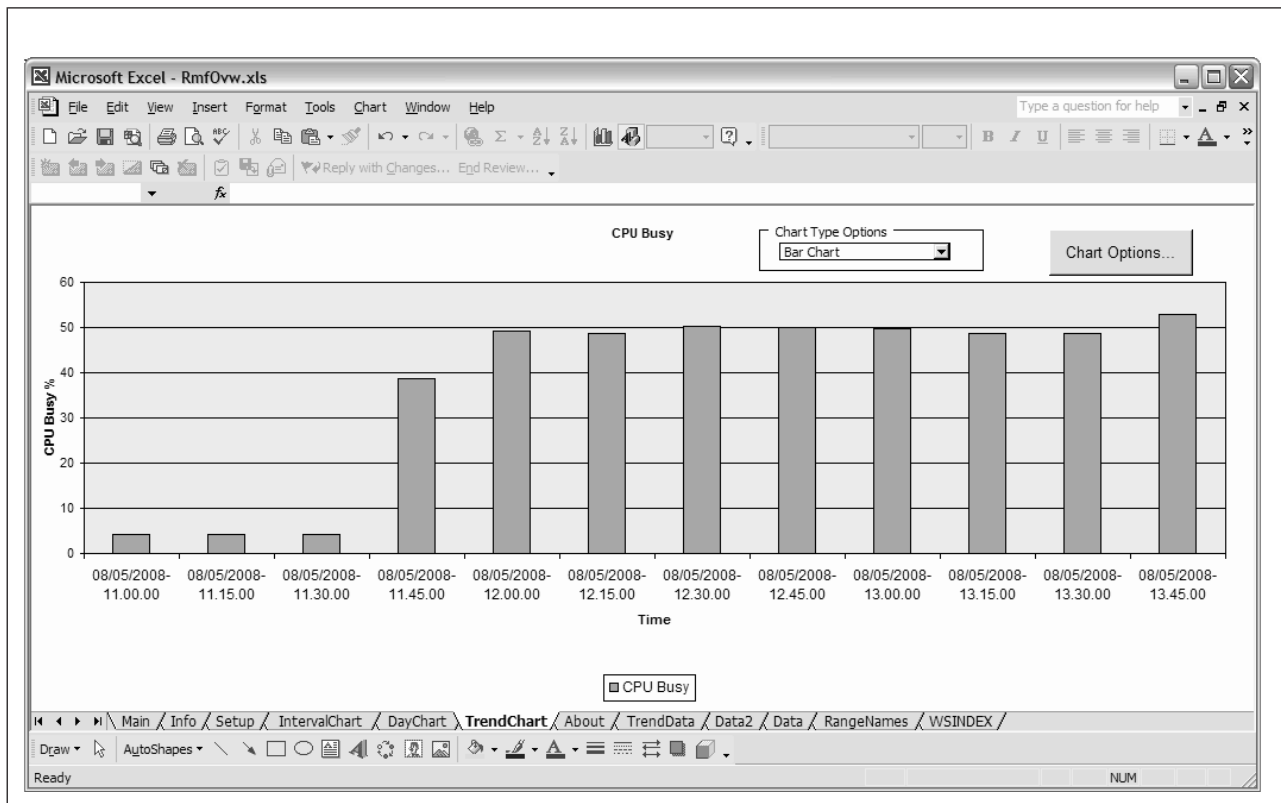 Microsoft Excel - RmfOvw.xls
File Edit View Insert Format Tools Chart Window Help
Type a question for help
Reply with Changes... End Review...
fx
CPU Busy
Chart Type Options
Bar Chart
Chart Options...
60
50
40
30
20
10
0
CPU Busy %
08/05/2008-11.00.00
08/05/2008-11.15.00
08/05/2008-11.30.00
08/05/2008-11.45.00
08/05/2008-12.00.00
08/05/2008-12.15.00
08/05/2008-12.30.00
08/05/2008-12.45.00
08/05/2008-13.00.00
08/05/2008-13.15.00
08/05/2008-13.30.00
08/05/2008-13.45.00
Time
CPU Busy
Main / Info / Setup / IntervalChart / DayChart \ TrendChart / About / TrendData / Data2 / Data / RangeNames / WSINDEX /
Draw AutoShapes
Ready
NUM